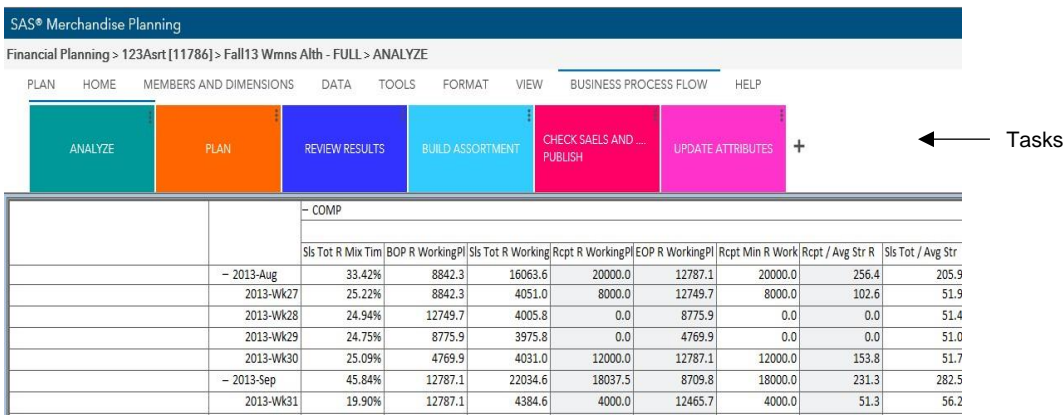 SAS® Merchandise Planning
Financial Planning > 123Asrt [11786] > Fall13 Wmns Alth - FULL > ANALYZE
PLAN HOME MEMBERS AND DIMENSIONS DATA TOOLS FORMAT VIEW BUSINESS PROCESS FLOW HELP
ANALYZE PLAN REVIEW RESULTS BUILD ASSORTMENT CHECK SAELS AND .... PUBLISH UPDATE ATTRIBUTES +
Tasks
– COMP
Sls Tot R Mix Tim BOP R WorkingPl Sls Tot R Working Rcpt R WorkingPl EOP R WorkingPl Rcpt Min R Work Rcpt / Avg Str R Sls Tot / Avg Str
– 2013-Aug 33.42% 8842.3 16063.6 20000.0 12787.1 20000.0 256.4 205.9
2013-Wk27 25.22% 8842.3 4051.0 8000.0 12749.7 8000.0 102.6 51.9
2013-Wk28 24.94% 12749.7 4005.8 0.0 8775.9 0.0 0.0 51.4
2013-Wk29 24.75% 8775.9 3975.8 0.0 4769.9 0.0 0.0 51.0
2013-Wk30 25.09% 4769.9 4031.0 12000.0 12787.1 12000.0 153.8 51.7
– 2013-Sep 45.84% 12787.1 22034.6 18037.5 8709.8 18000.0 231.3 282.5
2013-Wk31 19.90% 12787.1 4384.6 4000.0 12465.7 4000.0 51.3 56.2